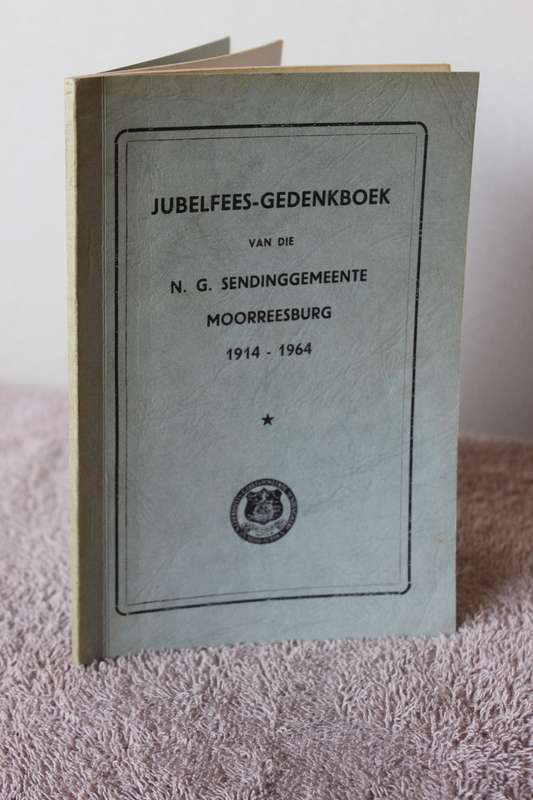 JUBELFEES-GEDENKBOEK
VAN DIE
N. G. SENDINGGEMEENTE
MOORREESBURG
1914 - 1964